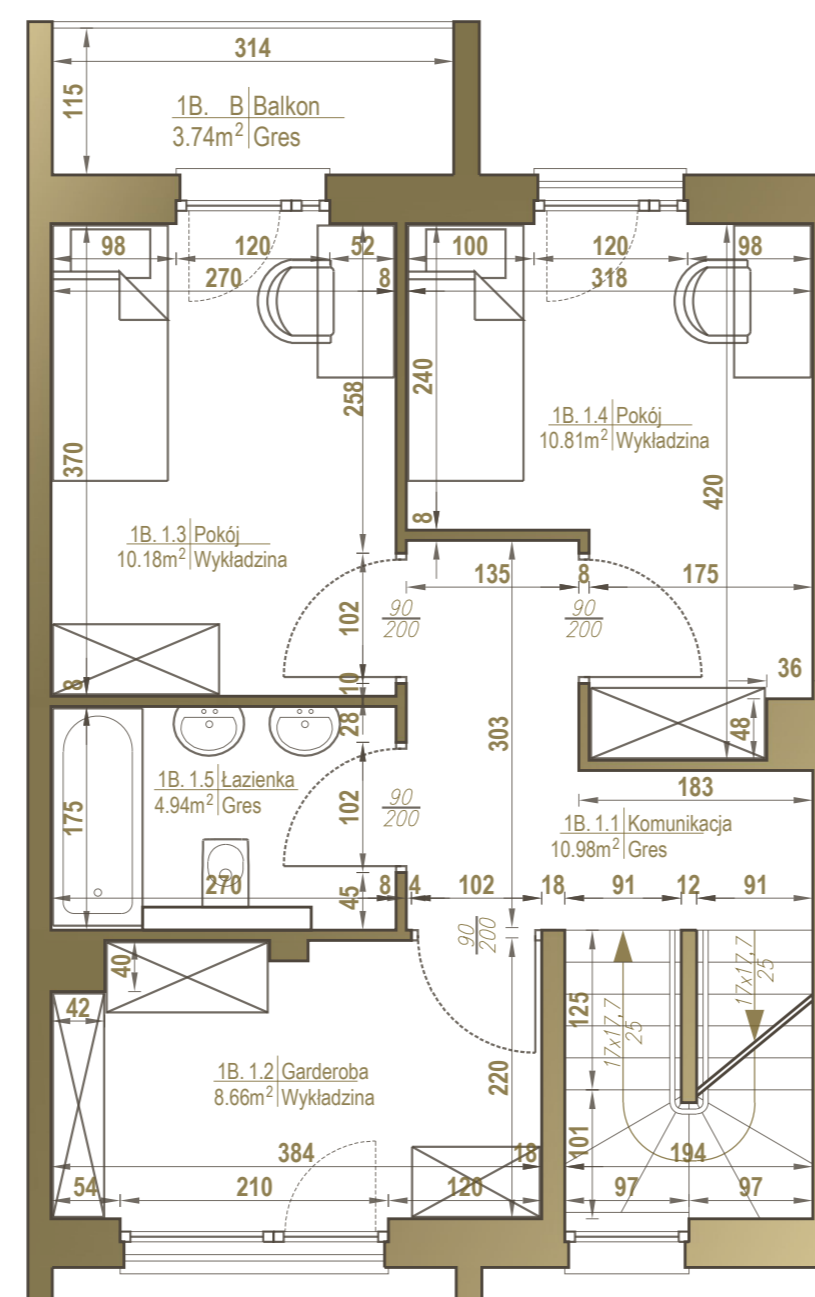 314
115
1B. B Balkon
3.74m² Gres
98 120 52
100 120 98
270 8
318
258
240
370
420
1B. 1.4 Pokój
10.81m² Wykładzina
8
1B. 1.3 Pokój
10.18m² Wykładzina
135 8 175
102
90
200
90
200
10
8
36
48
28
303
1B. 1.5 Łazienka
4.94m² Gres
175
102
90
200
183
1B. 1.1 Komunikacja
10.98m² Gres
270 8 4 102 18 91 12 91
45
90
200
40
42
125
17x17,7
25
17x17,7
25
1B. 1.2 Garderoba
8.66m² Wykładzina
220
101
384 18
194
54 210 120
97 97